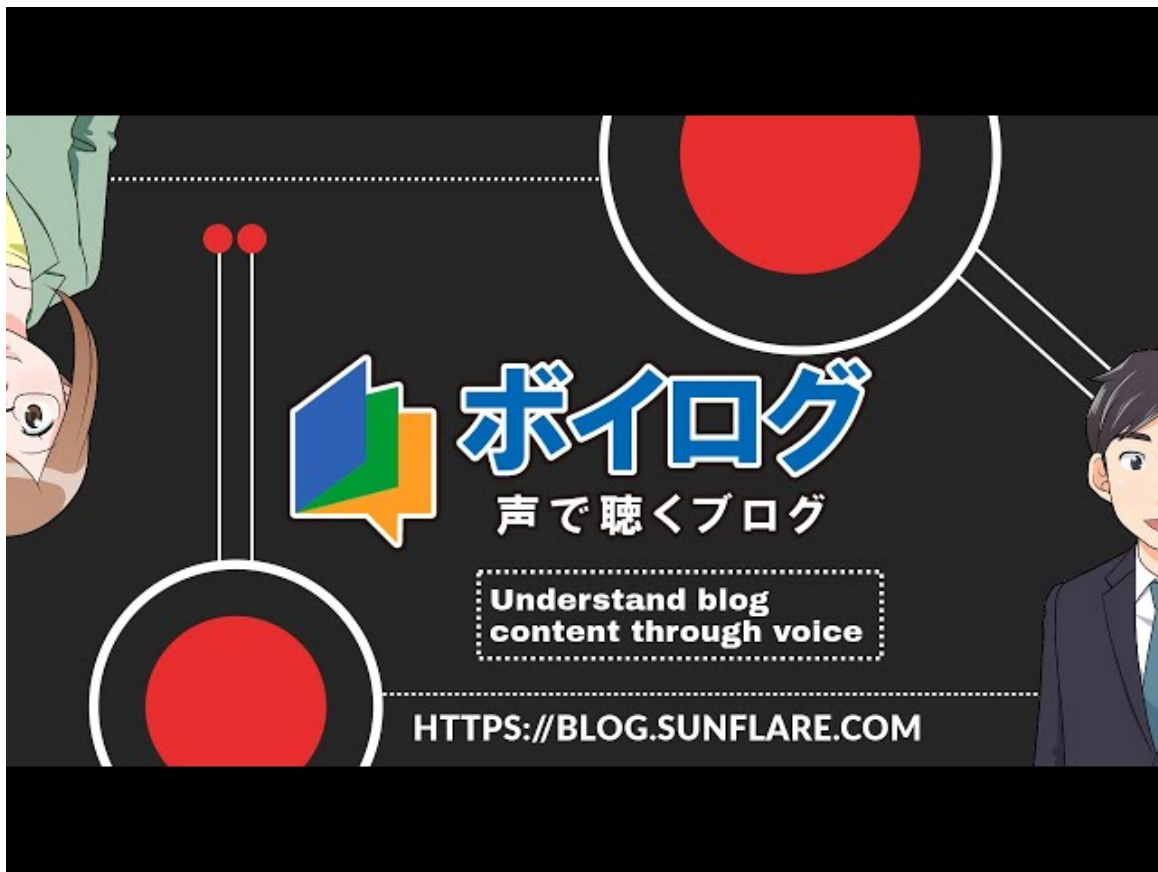 ボイログ
声で聴くブログ
Understand blog
content through voice
HTTPS://BLOG.SUNFLARE.COM